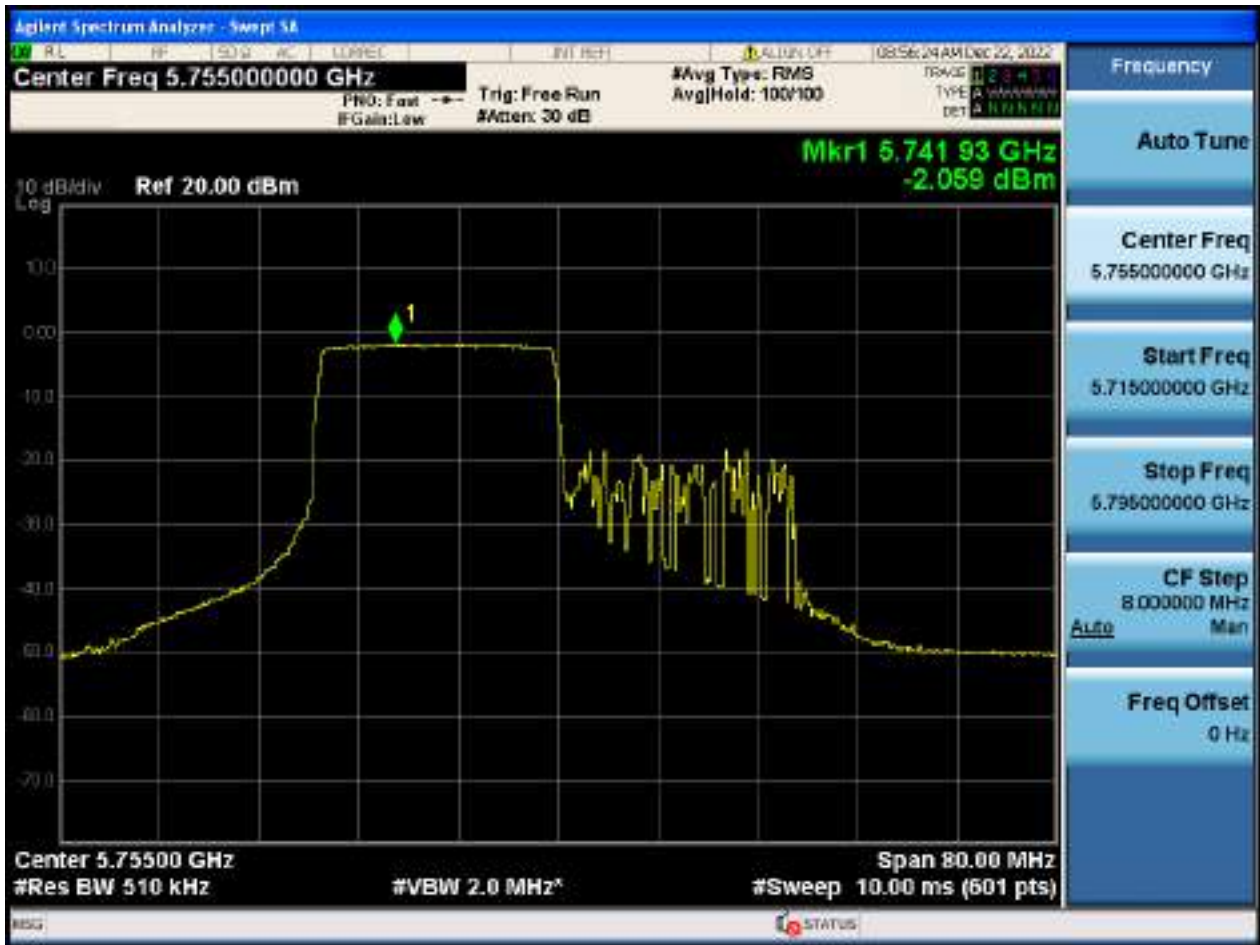 Agilent Spectrum Analyzer - Swept SA
RL RF 50 Ω AC CORREC INT REF ALIGN OFF 08:56:24 AM Dec 22, 2022
Center Freq 5.755000000 GHz
PNO: Fast
IFGain:Low
Trig: Free Run
#Atten: 30 dB
#Avg Type: RMS
Avg|Hold: 100/100
TRACE 1 2 3 4 5 6
TYPE A
DET A N N N N N
Mkr1 5.741 93 GHz
-2.059 dBm
10 dB/div Ref 20.00 dBm
Log
10.0
0.00
-10.0
-20.0
-30.0
-40.0
-50.0
-60.0
-70.0
1
Center 5.75500 GHz
Span 80.00 MHz
#Res BW 510 kHz
#VBW 2.0 MHz*
#Sweep 10.00 ms (601 pts)
MSG
STATUS
Frequency
Auto Tune
Center Freq
5.755000000 GHz
Start Freq
5.715000000 GHz
Stop Freq
5.795000000 GHz
CF Step
8.000000 MHz
Auto Man
Freq Offset
0 Hz